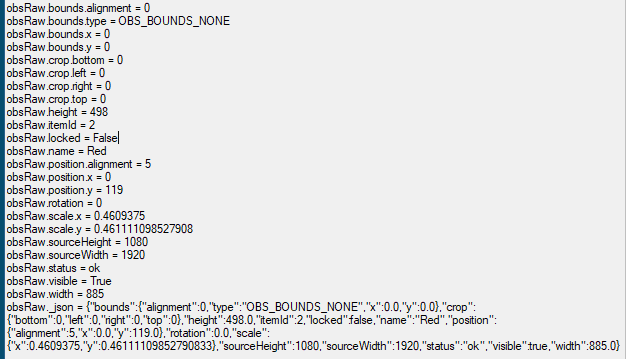 obsRaw.bounds.alignment = 0
obsRaw.bounds.type = OBS_BOUNDS_NONE
obsRaw.bounds.x = 0
obsRaw.bounds.y = 0
obsRaw.crop.bottom = 0
obsRaw.crop.left = 0
obsRaw.crop.right = 0
obsRaw.crop.top = 0
obsRaw.height = 498
obsRaw.itemId = 2
obsRaw.locked = False
obsRaw.name = Red
obsRaw.position.alignment = 5
obsRaw.position.x = 0
obsRaw.position.y = 119
obsRaw.rotation = 0
obsRaw.scale.x = 0.4609375
obsRaw.scale.y = 0.461111098527908
obsRaw.sourceHeight = 1080
obsRaw.sourceWidth = 1920
obsRaw.status = ok
obsRaw.visible = True
obsRaw.width = 885
obsRaw._json = {"bounds":{"alignment":0,"type":"OBS_BOUNDS_NONE","x":0.0,"y":0.0},"crop":
{"bottom":0,"left":0,"right":0,"top":0},"height":498.0,"itemId":2,"locked":false,"name":"Red","position":
{"alignment":5,"x":0.0,"y":119.0},"rotation":0.0,"scale":
{"x":0.4609375,"y":0.46111109852790833},"sourceHeight":1080,"sourceWidth":1920,"status":"ok","visible":true,"width":885.0}